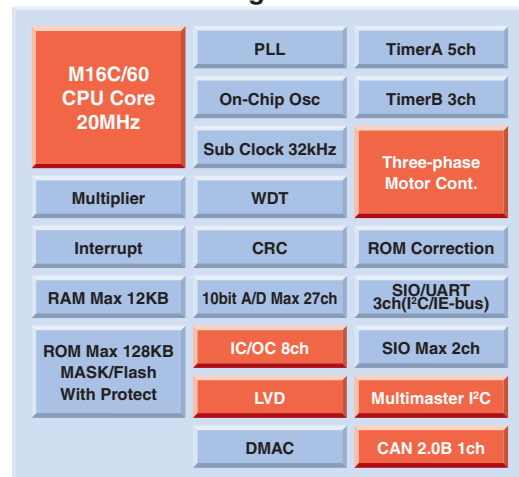 M16C/60
CPU Core
20MHz
Multiplier
Interrupt
RAM Max 12KB
ROM Max 128KB
MASK/Flash
With Protect
PLL
On-Chip Osc
Sub Clock 32kHz
WDT
CRC
10bit A/D Max 27ch
IC/OC 8ch
LVD
DMAC
TimerA 5ch
TimerB 3ch
Three-phase
Motor Cont.
ROM Correction
SIO/UART
3ch(I²C/IE-bus)
SIO Max 2ch
Multimaster I²C
CAN 2.0B 1ch